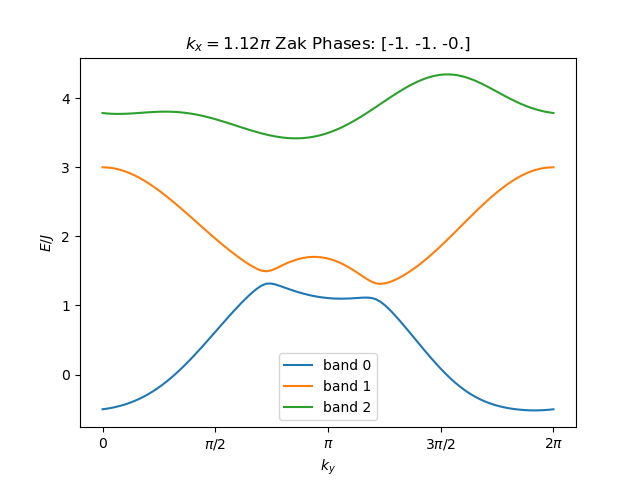 $k_x = 1.12\pi$ Zak Phases: [-1. -1. -0.]
E/J
4
3
2
1
0
band 0
band 1
band 2
0
π/2
π
3π/2
2π
$k_y$